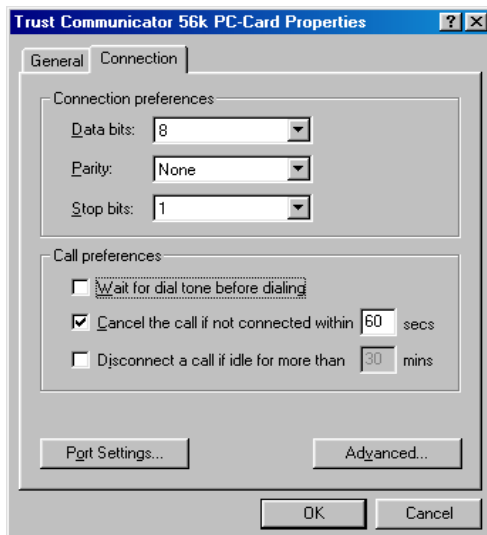 Trust Communicator 56k PC-Card Properties ? X
General Connection
Connection preferences
Data bits: 8
Parity: None
Stop bits: 1
Call preferences
Wait for dial tone before dialing
Cancel the call if not connected within 60 secs
Disconnect a call if idle for more than 30 mins
Port Settings... Advanced...
OK Cancel